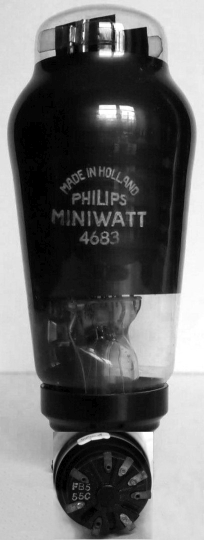 MADE IN HOLLAND
PHILIPS
MINIWATT
4683
FB5
55C